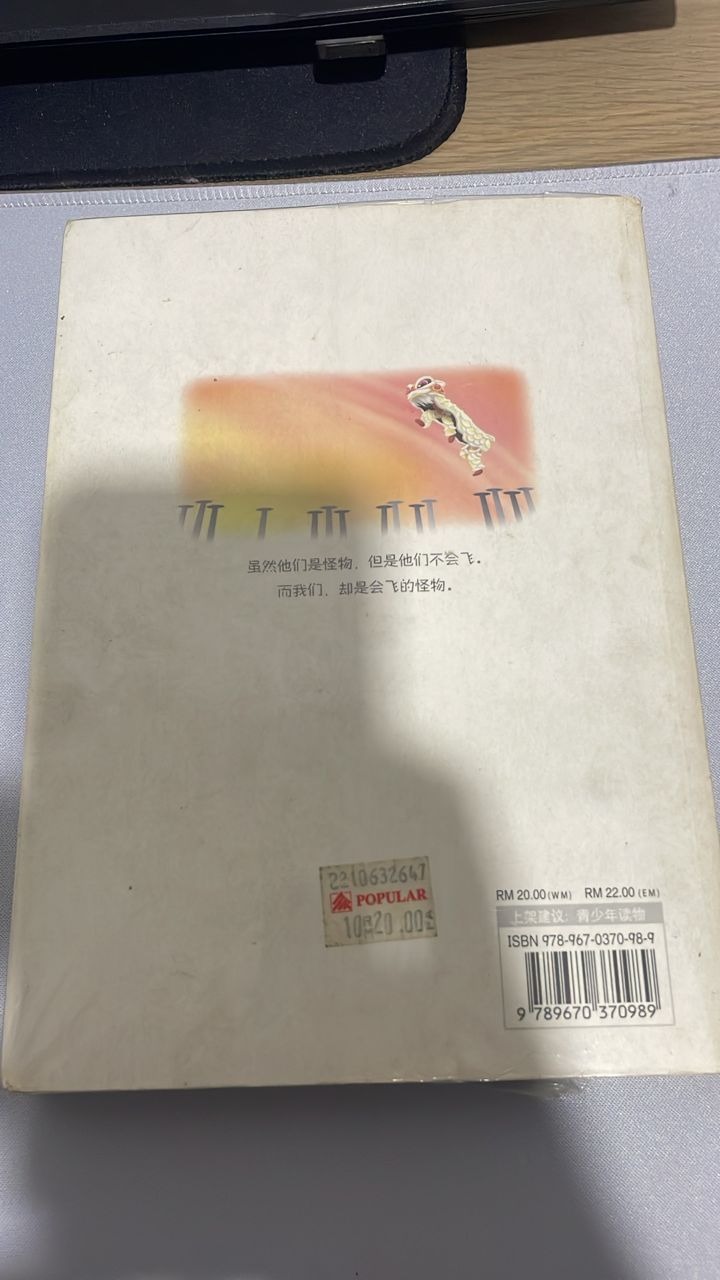 虽然他们是怪物，但是他们不会飞。
而我们，却是会飞的怪物。
2210632647
POPULAR
20.00
RM 20.00 (WM) RM 22.00 (EM)
上架建议：青少年读物
ISBN 978-967-0370-98-9
9 789670 370989